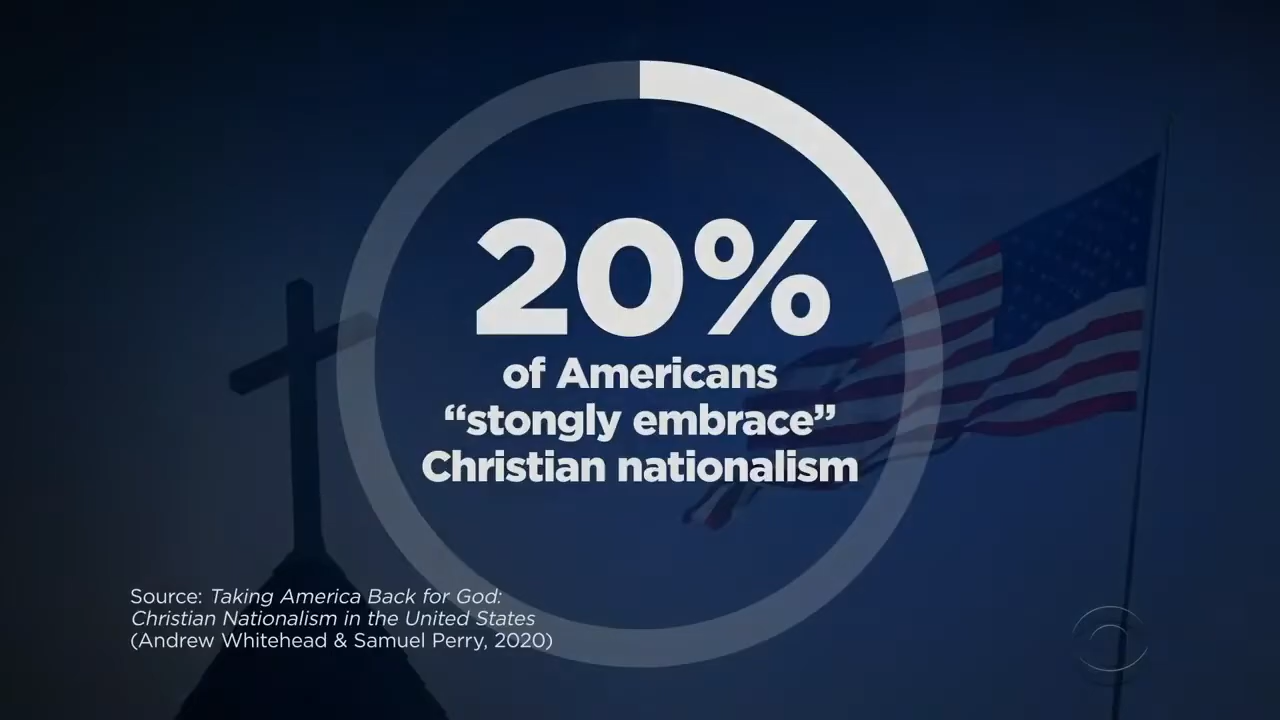 20%
of Americans
“stongly embrace”
Christian nationalism
Source: Taking America Back for God:
Christian Nationalism in the United States
(Andrew Whitehead & Samuel Perry, 2020)